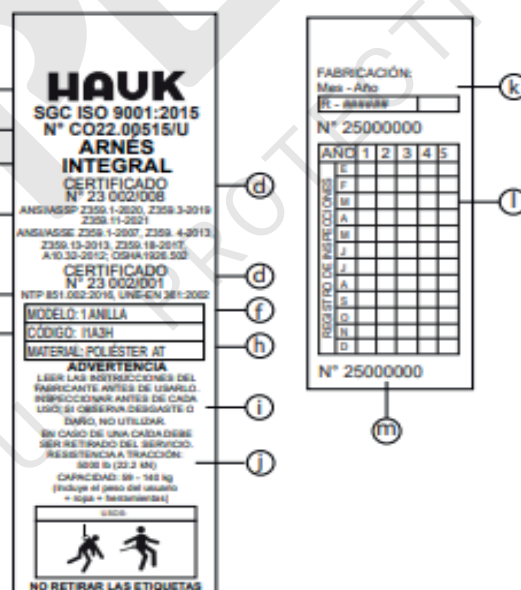 HAUK
SGC ISO 9001:2015
N° CO22.00515/U
ARNÉS
INTEGRAL
CERTIFICADO
N° 23 002/008
ANSI/ASSP Z359.1-2020, Z359.3-2019
Z359.11-2021
ANSI/ASSE Z359.1-2007, Z359. 4-2013
Z359.13-2013, Z359.18-2017,
A10.32-2012; OSHA 1926.502
CERTIFICADO
N° 23 002/001
NTP 851.002:2016, UNE-EN 361:2002
MODELO: 1 ANILLA
CÓDIGO: I1A3H
MATERIAL: POLIÉSTER AT
ADVERTENCIA
LEER LAS INSTRUCCIONES DEL
FABRICANTE ANTES DE USARLO.
INSPECCIONAR ANTES DE CADA
USO, SI OBSERVA DESGASTE O
DAÑO, NO UTILIZAR.
EN CASO DE UNA CAÍDA DEBE
SER RETIRADO DEL SERVICIO.
RESISTENCIA A TRACCIÓN:
5000 lb (22.2 kN)
CAPACIDAD: 59 - 140 kg
(Incluye el peso del usuario
+ ropa + herramientas)
USOS:
NO RETIRAR LAS ETIQUETAS
d
d
f
h
i
j
FABRICACIÓN:
Mes - Año
R - ######
N° 25000000
AÑO 1 2 3 4 5
REGISTRO DE INSPECCIONES
E
F
M
A
M
J
J
A
S
O
N
D
N° 25000000
k
l
m
PROTECTI